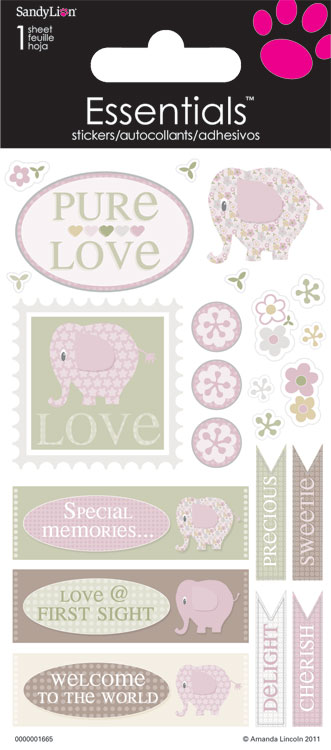 SandyLion
1 sheet
feuille
hoja
Essentials™
stickers/autocollants/adhesivos
PURE
LOVE
LOVE
SPECIAL
MEMORIES...
LOVE @
FIRST SIGHT
WELCOME
TO THE WORLD
PRECIOUS
SWEETIE
DELIGHT
CHERISH
0000001665
© Amanda Lincoln 2011